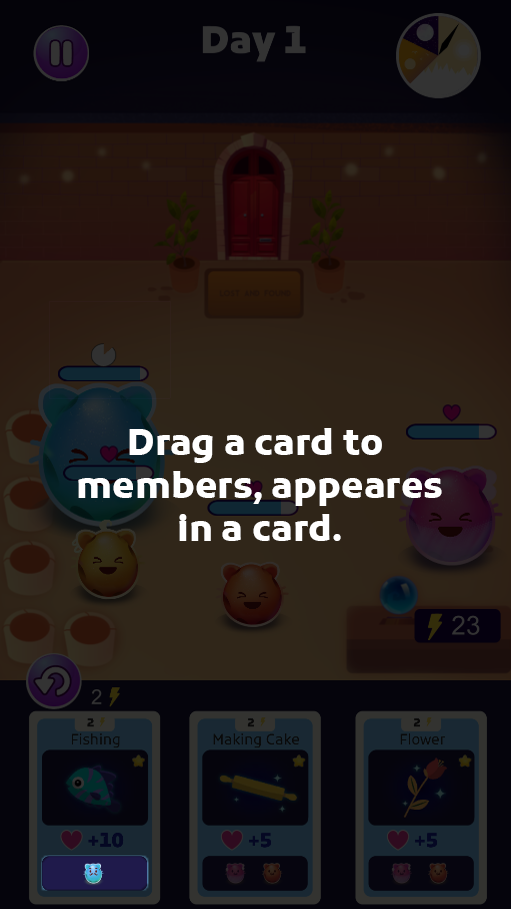 Day 1
Drag a card to
members, appeares
in a card.
23
2
2 2 2
Fishing Making Cake Flower
+10 +5 +5